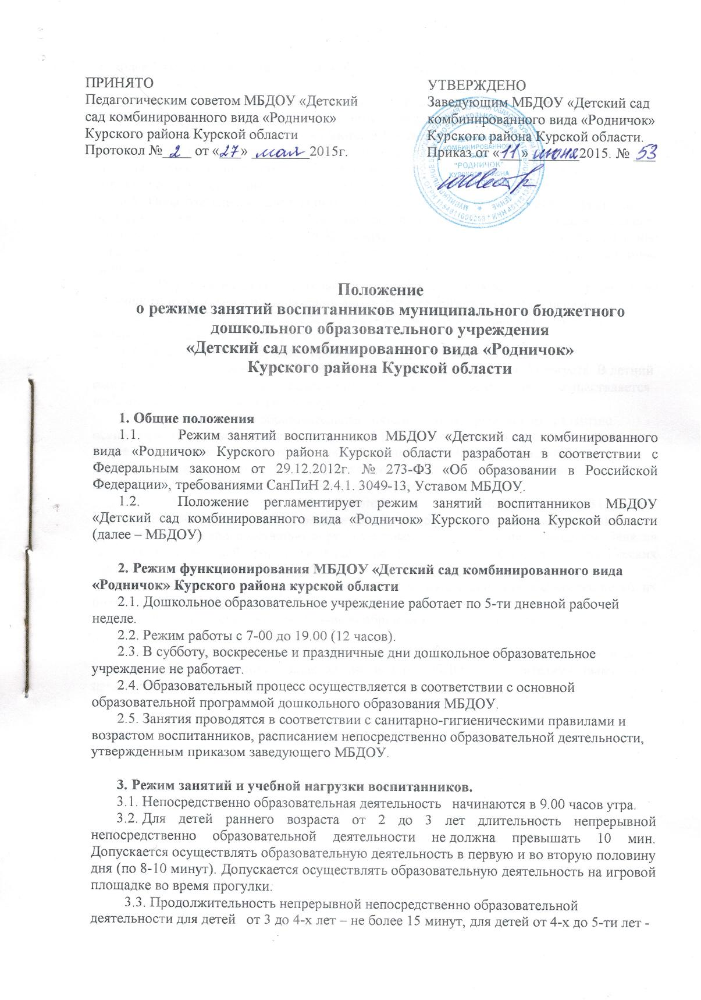 ПРИНЯТО
Педагогическим советом МБДОУ «Детский
сад комбинированного вида «Родничок»
Курского района Курской области
Протокол № 2 от «27» мая 2015г.
УТВЕРЖДЕНО
Заведующим МБДОУ «Детский сад
комбинированного вида «Родничок»
Курского района Курской области.
Приказ от «11» июня 2015. № 53
КОМБИНИРОВАННОГО
"РОДНИЧОК"
КУРСКОГО РАЙОНА
Положение
о режиме занятий воспитанников муниципального бюджетного
дошкольного образовательного учреждения
«Детский сад комбинированного вида «Родничок»
Курского района Курской области
1. Общие положения
1.1. Режим занятий воспитанников МБДОУ «Детский сад комбинированного
вида «Родничок» Курского района Курской области разработан в соответствии с
Федеральным законом от 29.12.2012г. № 273-ФЗ «Об образовании в Российской
Федерации», требованиями СанПиН 2.4.1. 3049-13, Уставом МБДОУ.
1.2. Положение регламентирует режим занятий воспитанников МБДОУ
«Детский сад комбинированного вида «Родничок» Курского района Курской области
(далее – МБДОУ)
2. Режим функционирования МБДОУ «Детский сад комбинированного вида
«Родничок» Курского района курской области
2.1. Дошкольное образовательное учреждение работает по 5-ти дневной рабочей
неделе.
2.2. Режим работы с 7-00 до 19.00 (12 часов).
2.3. В субботу, воскресенье и праздничные дни дошкольное образовательное
учреждение не работает.
2.4. Образовательный процесс осуществляется в соответствии с основной
образовательной программой дошкольного образования МБДОУ.
2.5. Занятия проводятся в соответствии с санитарно-гигиеническими правилами и
возрастом воспитанников, расписанием непосредственно образовательной деятельности,
утвержденным приказом заведующего МБДОУ.
3. Режим занятий и учебной нагрузки воспитанников.
3.1. Непосредственно образовательная деятельность начинаются в 9.00 часов утра.
3.2. Для детей раннего возраста от 2 до 3 лет длительность непрерывной
непосредственно образовательной деятельности не должна превышать 10 мин.
Допускается осуществлять образовательную деятельность в первую и во вторую половину
дня (по 8-10 минут). Допускается осуществлять образовательную деятельность на игровой
площадке во время прогулки.
3.3. Продолжительность непрерывной непосредственно образовательной
деятельности для детей от 3 до 4-х лет – не более 15 минут, для детей от 4-х до 5-ти лет -